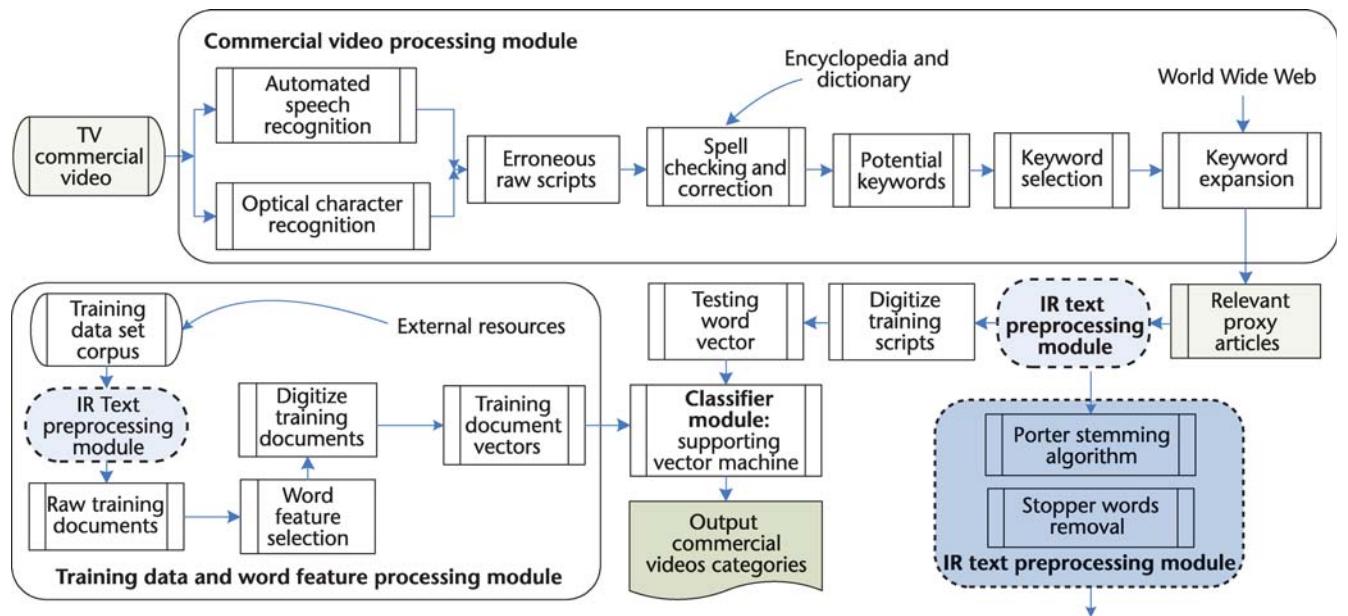 Commercial video processing module
TV
commercial
video
Automated
speech
recognition
Optical character
recognition
Erroneous
raw scripts
Encyclopedia and
dictionary
Spell
checking and
correction
Potential
keywords
Keyword
selection
World Wide Web
Keyword
expansion
Relevant
proxy
articles
IR text
preprocessing
module
Digitize
training
scripts
Testing
word
vector
Training
data set
corpus
External resources
IR Text
preprocessing
module
Raw training
documents
Word
feature
selection
Digitize
training
documents
Training
document
vectors
Training data and word feature processing module
Classifier
module:
supporting
vector machine
Output
commercial
videos categories
Porter stemming
algorithm
Stopper words
removal
IR text preprocessing module